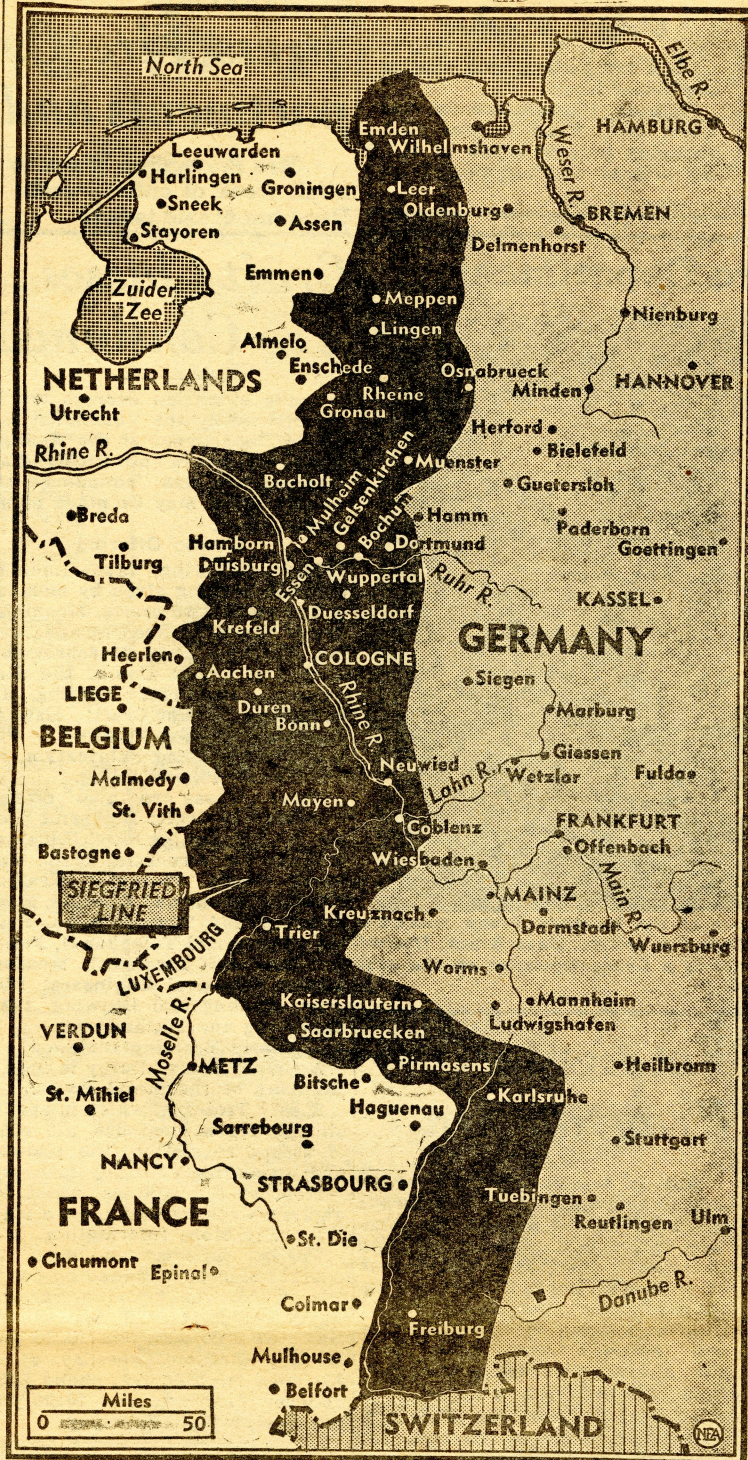 North Sea
Elbe R.
HAMBURG
Weser R.
Emden
Wilhelmshaven
Leeuwarden
Harlingen
Groningen
Leer
Sneek
Oldenburg
BREMEN
Stavoren
Assen
Delmenhorst
Emmen
Zuider
Zee
Meppen
Nienburg
Lingen
Almelo
Enschede
Osnabrueck
NETHERLANDS
Rheine
Minden
HANNOVER
Utrecht
Gronau
Herford
Rhine R.
Bielefeld
Muenster
Bacholt
Guetersloh
Mulheim
Gelsenkirchen
Bochum
Breda
Hamm
Paderborn
Hamborn
Dortmund
Goettingen
Tilburg
Duisburg
Essen
Wuppertal
Ruhr R.
KASSEL
Duesseldorf
Krefeld
GERMANY
Heerlen
COLOGNE
Aachen
Siegen
LIEGE
Duren
Rhine R.
Marburg
Bonn
BELGIUM
Giessen
Neuwied
Wetzlar
Fulda
Malmedy
Lahn R.
Mayen
St. Vith
Coblenz
FRANKFURT
Bastogne
Offenbach
Wiesbaden
SIEGFRIED
LINE
MAINZ
Main R.
Kreuznach
Darmstadt
Trier
Wuersburg
LUXEMBOURG
Worms
Kaiserslautern
Mannheim
Ludwigshafen
VERDUN
Saarbruecken
Moselle R.
METZ
Pirmasens
Heilbronn
Bitsche
St. Mihiel
Karlsruhe
Haguenau
Sarrebourg
Stuttgart
NANCY
STRASBOURG
Tuebingen
FRANCE
Reutlingen
Ulm
St. Die
Chaumont
Epinal
Danube R.
Colmar
Freiburg
Mulhouse
Belfort
Miles
0 50
SWITZERLAND
NEA